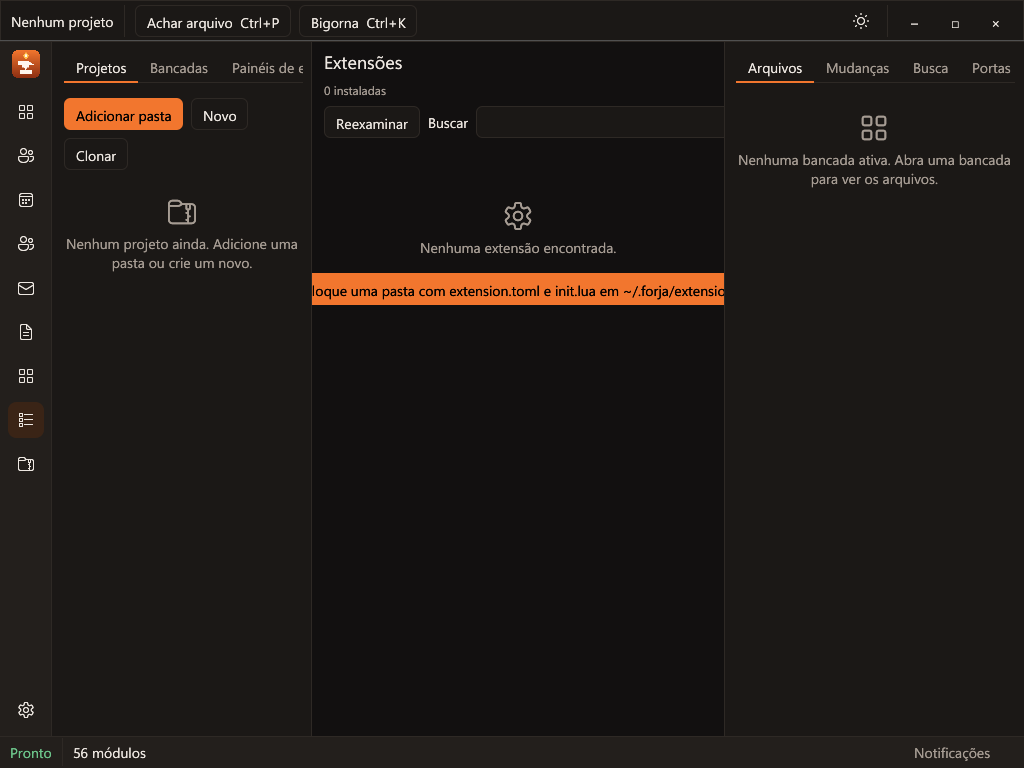 Nenhum projeto
Achar arquivo Ctrl+P
Bigorna Ctrl+K
Projetos
Bancadas
Painéis de e
Adicionar pasta
Novo
Clonar
Nenhum projeto ainda. Adicione uma
pasta ou crie um novo.
Extensões
0 instaladas
Reexaminar
Buscar
Nenhuma extensão encontrada.
loque uma pasta com extension.toml e init.lua em ~/.forja/extensio
Arquivos
Mudanças
Busca
Portas
Nenhuma bancada ativa. Abra uma bancada
para ver os arquivos.
Pronto
56 módulos
Notificações